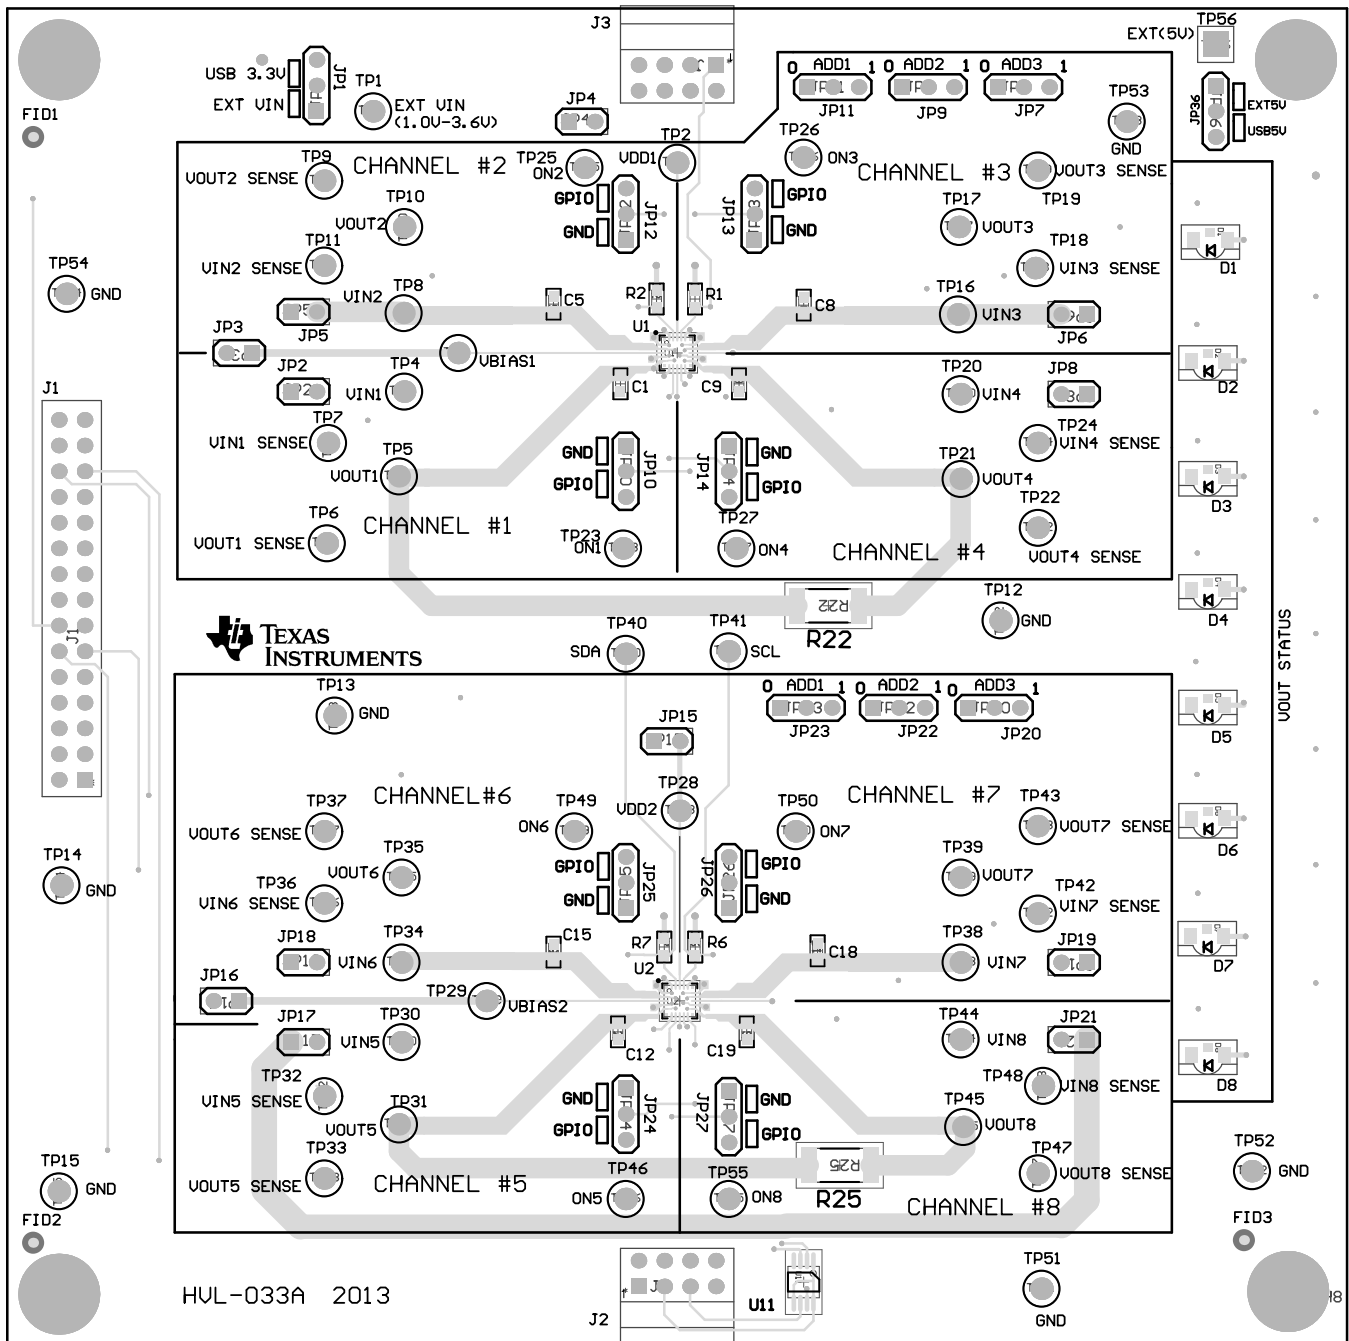 J3
TP56
EXT(5V)
USB 3.3V
EXT VIN
JP1
TP1
EXT VIN
(1.0V-3.6V)
JP4
0 ADD1 1
0 ADD2 1
0 ADD3 1
JP11
JP9
JP7
TP53
GND
JP36
EXT5V
USB5V
FID1
TP9
VOUT2 SENSE
CHANNEL #2
TP25
ON2
TP2
VDD1
TP26
ON3
CHANNEL #3
VOUT3 SENSE
TP19
TP10
VOUT2
GPIO
GND
JP12
JP13
GPIO
GND
TP17
VOUT3
TP11
VIN2 SENSE
TP18
VIN3 SENSE
D1
TP54
GND
VIN2
TP8
C5
R2
R1
C8
TP16
VIN3
JP5
JP6
U1
JP3
VBIAS1
D2
J1
JP2
VIN1
TP4
C1
C9
TP20
VIN4
JP8
TP7
VIN1 SENSE
TP24
VIN4 SENSE
TP5
VOUT1
GND
GPIO
JP10
JP14
GND
GPIO
TP21
VOUT4
D3
TP6
VOUT1 SENSE
CHANNEL #1
TP23
ON1
TP27
ON4
CHANNEL #4
TP22
VOUT4 SENSE
TP12
GND
D4
R22
R22
J1
TEXAS
INSTRUMENTS
TP40
SDA
TP41
SCL
VOUT STATUS
TP13
GND
0 ADD1 1
0 ADD2 1
0 ADD3 1
JP15
JP23
JP22
JP20
D5
TP28
VDD2
CHANNEL#6
CHANNEL #7
TP37
VOUT6 SENSE
TP49
ON6
TP50
ON7
TP43
VOUT7 SENSE
D6
TP14
GND
TP35
VOUT6
GPIO
GND
JP25
JP26
GPIO
GND
TP39
VOUT7
TP36
VIN6 SENSE
TP42
VIN7 SENSE
JP18
VIN6
TP34
C15
R7
R6
C18
TP38
VIN7
JP19
D7
U2
JP16
TP29
VBIAS2
JP17
VIN5
TP30
C12
C19
TP44
VIN8
JP21
TP32
VIN5 SENSE
TP48
VIN8 SENSE
D8
TP31
VOUT5
GND
GPIO
JP24
JP27
GND
GPIO
TP45
VOUT8
TP33
VOUT5 SENSE
CHANNEL #5
TP46
ON5
TP55
ON8
R25
R25
TP47
VOUT8 SENSE
CHANNEL #8
TP52
GND
TP15
GND
FID2
FID3
HVL-033A 2013
J2
U11
TP51
GND